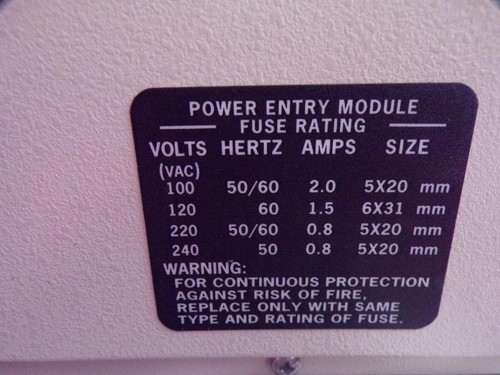 POWER ENTRY MODULE
FUSE RATING
VOLTS HERTZ AMPS SIZE
(VAC)
100 50/60 2.0 5X20 mm
120 60 1.5 6X31 mm
220 50/60 0.8 5X20 mm
240 50 0.8 5X20 mm
WARNING:
FOR CONTINUOUS PROTECTION
AGAINST RISK OF FIRE,
REPLACE ONLY WITH SAME
TYPE AND RATING OF FUSE.